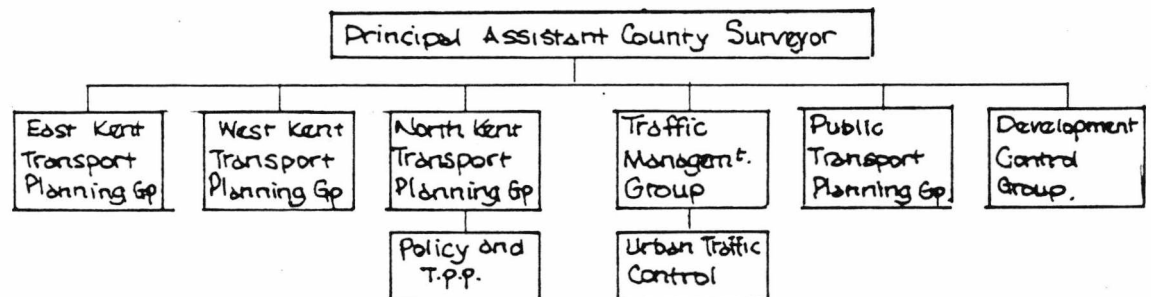 Principal Assistant County Surveyor
East Kent
Transport
Planning Gp
West Kent
Transport
Planning Gp
North Kent
Transport
Planning Gp
Traffic
Managemt.
Group
Public
Transport
Planning Gp.
Development
Control
Group.
Policy and
T.P.P.
Urban Traffic
Control